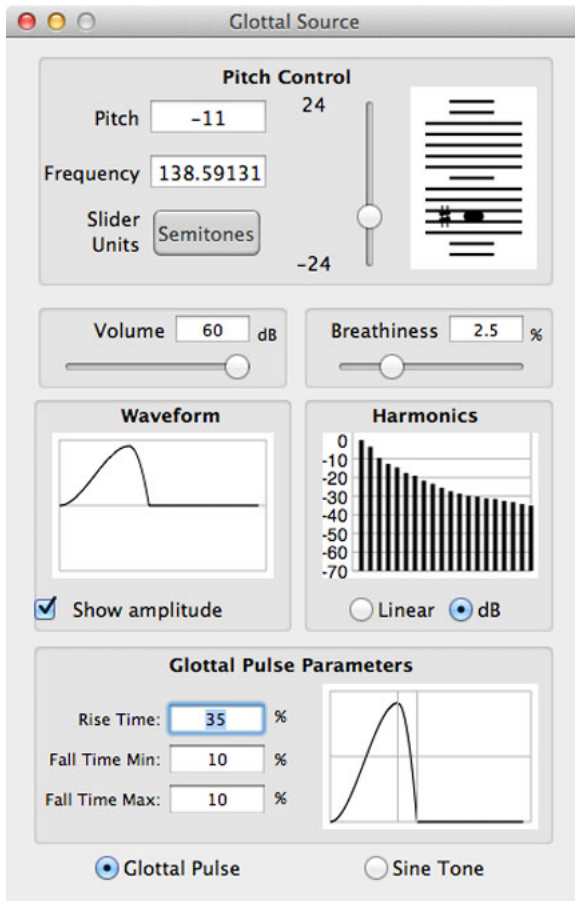 Glottal Source
Pitch Control
Pitch -11
24
Frequency 138.59131
Slider
Units
Semitones
-24
Volume 60 dB
Breathiness 2.5 %
Waveform
Show amplitude
Harmonics
0
-10
-20
-30
-40
-50
-60
-70
Linear dB
Glottal Pulse Parameters
Rise Time: 35 %
Fall Time Min: 10 %
Fall Time Max: 10 %
Glottal Pulse
Sine Tone